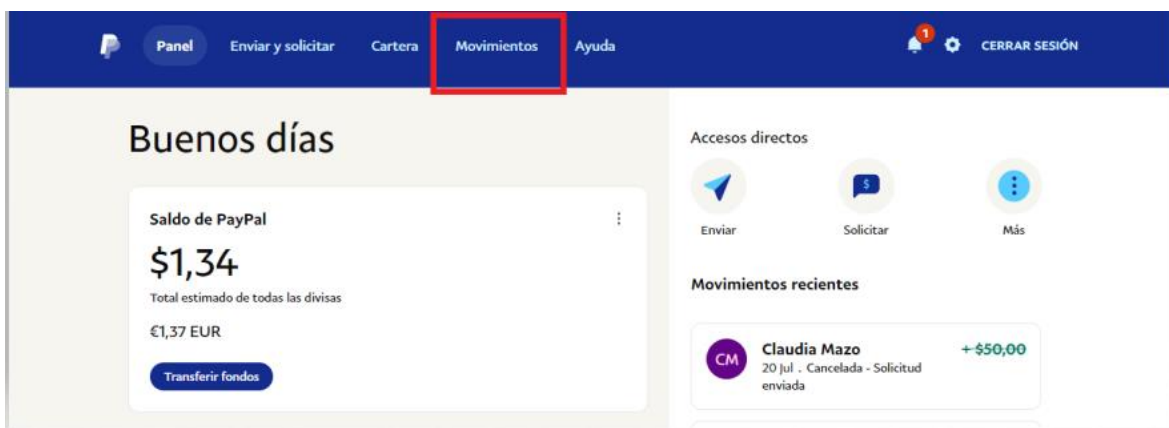 Panel Enviar y solicitar Cartera Movimientos Ayuda 1 CERRAR SESIÓN
Buenos días
Saldo de PayPal
$1,34
Total estimado de todas las divisas
€1,37 EUR
Transferir fondos
Accesos directos
$
Enviar Solicitar Más
Movimientos recientes
CM
Claudia Mazo +$50,00
20 Jul . Cancelada - Solicitud
enviada